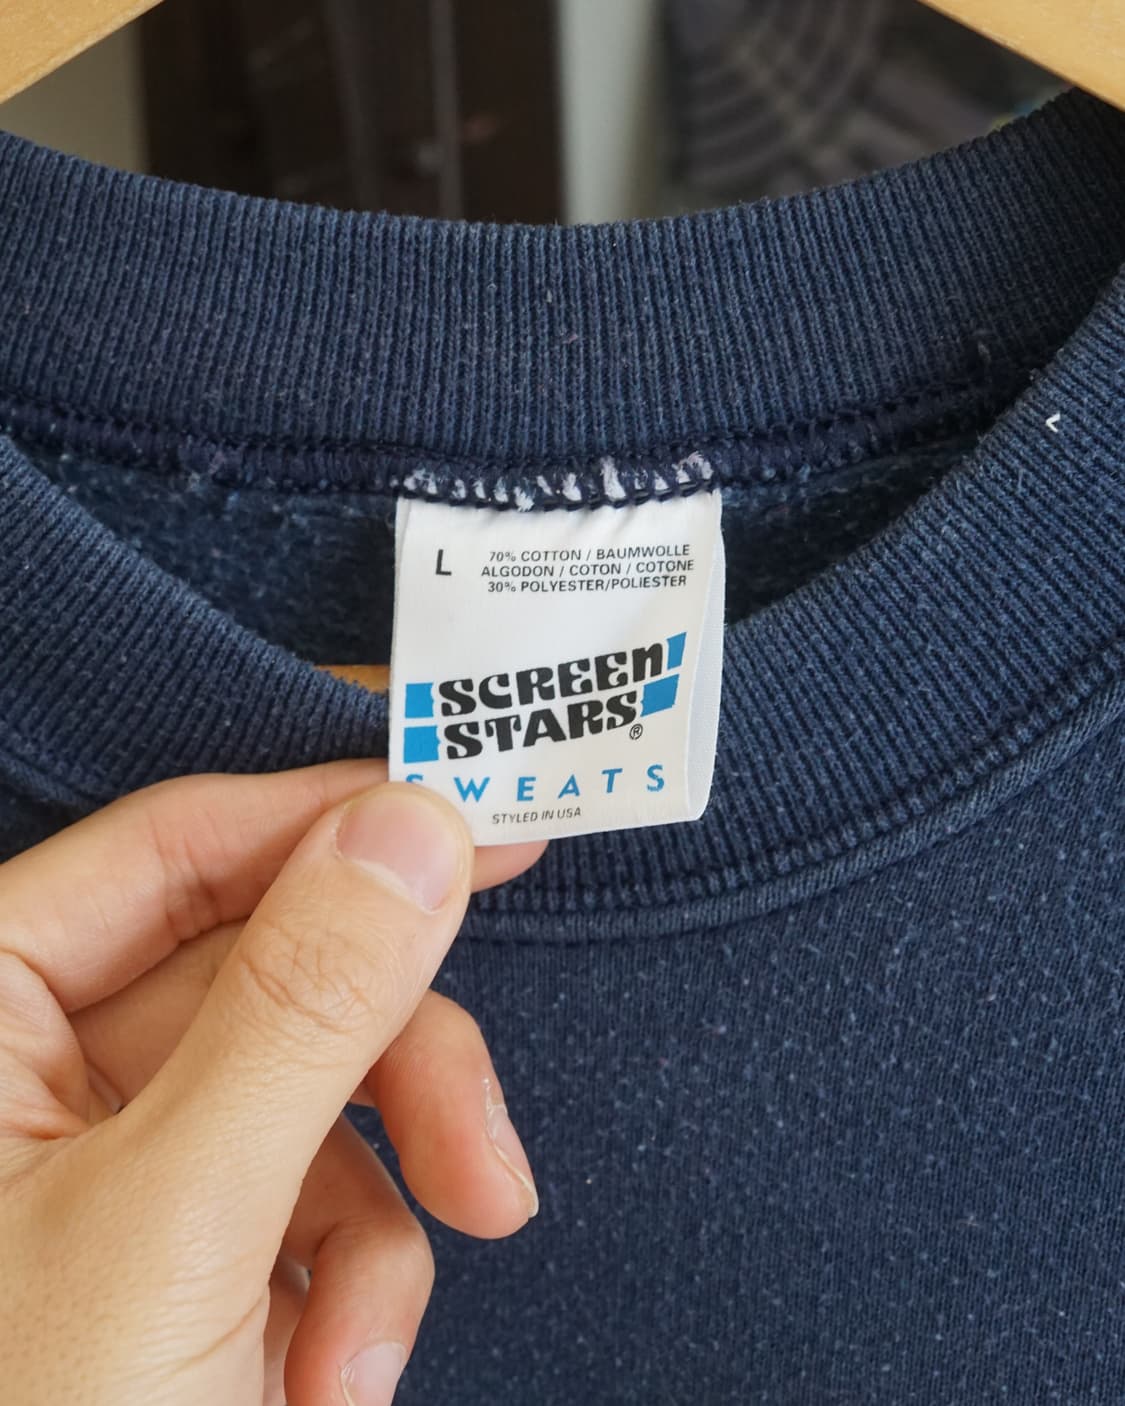 L
70% COTTON / BAUMWOLLE
ALGODON / COTON / COTONE
30% POLYESTER/POLIESTER
SCREEN
STARS®
SWEATS
STYLED IN USA